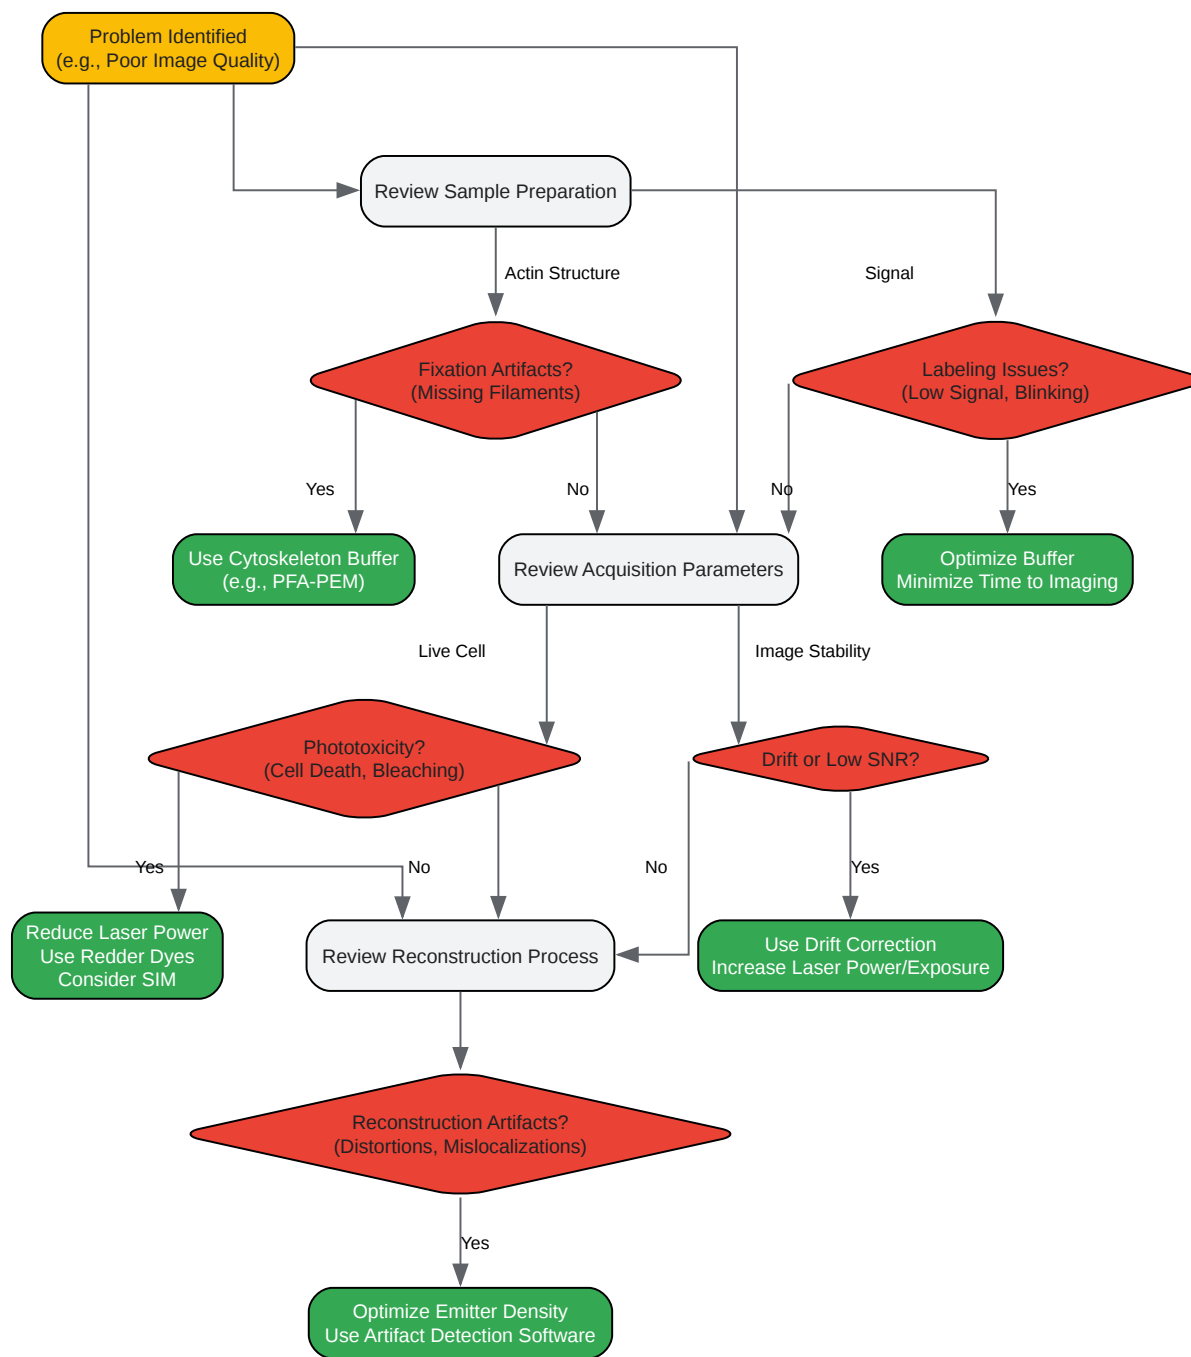 Problem Identified
(e.g., Poor Image Quality)
Review Sample Preparation
Actin Structure
Signal
Fixation Artifacts?
(Missing Filaments)
Labeling Issues?
(Low Signal, Blinking)
Yes
No
No
Yes
Use Cytoskeleton Buffer
(e.g., PFA-PEM)
Review Acquisition Parameters
Optimize Buffer
Minimize Time to Imaging
Live Cell
Image Stability
Phototoxicity?
(Cell Death, Bleaching)
Drift or Low SNR?
Yes
No
No
Yes
Reduce Laser Power
Use Redder Dyes
Consider SIM
Review Reconstruction Process
Use Drift Correction
Increase Laser Power/Exposure
Reconstruction Artifacts?
(Distortions, Mislocalizations)
Yes
Optimize Emitter Density
Use Artifact Detection Software